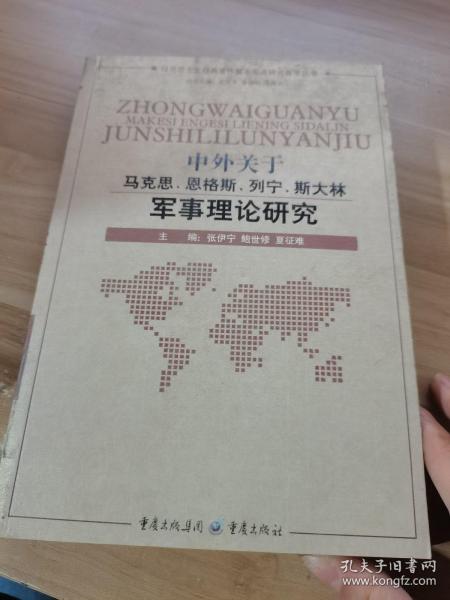 ZHONGWAIGUANYU
MAKESI ENGESI LIENING SIDALIN
JUNSHILILUNYANJIU
中外关于
马克思、恩格斯、列宁、斯大林
军事理论研究
主 编：张伊宁 鲍世修 夏征难
重庆出版集团 重庆出版社
孔夫子旧书网
www.kongfz.com